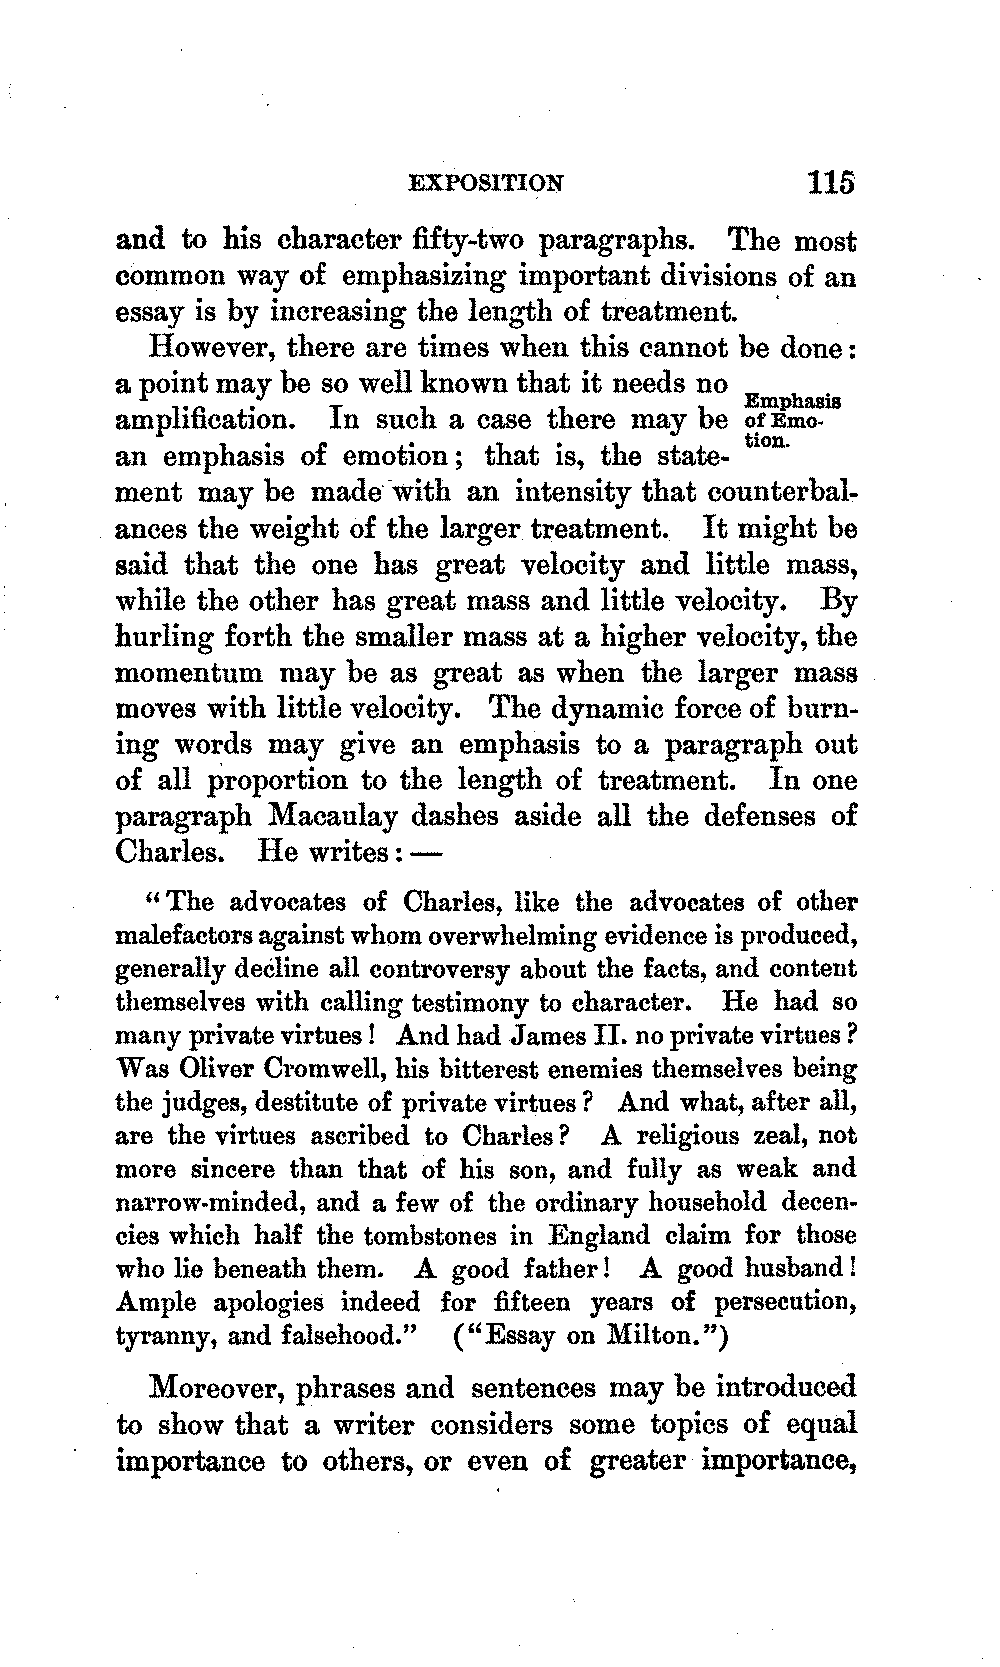 EXPOSITION 115
and to his character fifty-two paragraphs. The most
common way of emphasizing important divisions of an
essay is by increasing the length of treatment.
However, there are times when this cannot be done:
a point may be so well known that it needs no
amplification. In such a case there may be
an emphasis of emotion; that is, the state-
Emphasis
of Emo-
tion.
ment may be made with an intensity that counterbal-
ances the weight of the larger treatment. It might be
said that the one has great velocity and little mass,
while the other has great mass and little velocity. By
hurling forth the smaller mass at a higher velocity, the
momentum may be as great as when the larger mass
moves with little velocity. The dynamic force of burn-
ing words may give an emphasis to a paragraph out
of all proportion to the length of treatment. In one
paragraph Macaulay dashes aside all the defenses of
Charles. He writes: —
"The advocates of Charles, like the advocates of other
malefactors against whom overwhelming evidence is produced,
generally decline all controversy about the facts, and content
themselves with calling testimony to character. He had so
many private virtues! And had James II. no private virtues?
Was Oliver Cromwell, his bitterest enemies themselves being
the judges, destitute of private virtues? And what, after all,
are the virtues ascribed to Charles? A religious zeal, not
more sincere than that of his son, and fully as weak and
narrow-minded, and a few of the ordinary household decen-
cies which half the tombstones in England claim for those
who lie beneath them. A good father! A good husband!
Ample apologies indeed for fifteen years of persecution,
tyranny, and falsehood." ("Essay on Milton.")
Moreover, phrases and sentences may be introduced
to show that a writer considers some topics of equal
importance to others, or even of greater importance,